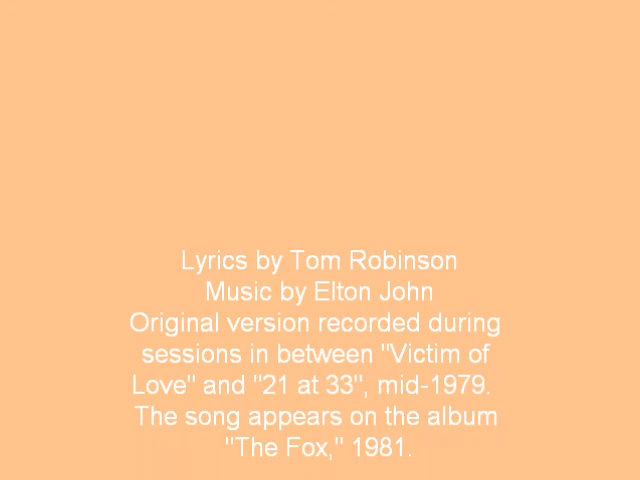 Lyrics by Tom Robinson
Music by Elton John
Original version recorded during
sessions in between "Victim of
Love" and "21 at 33", mid-1979.
The song appears on the album
"The Fox," 1981.